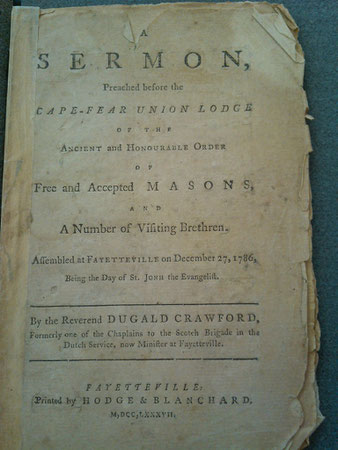 A
SERMON,
Preached before the
CAPE-FEAR UNION LODGE
OF THE
ANCIENT and HONOURABLE ORDER
OF
Free and Accepted MASONS,
AND
A Number of Viſiting Brethren.
Aſſembled at FAYETTEVILLE on December 27, 1786,
Being the Day of St. JOHN the Evangeliſt.
By the Reverend DUGALD CRAWFORD,
Formerly one of the Chaplains to the Scotch Brigade in the
Dutch Service, now Miniſter at Fayetteville.
FAYETTEVILLE:
Printed by HODGE & BLANCHARD,
M,DCC,LXXXVII.